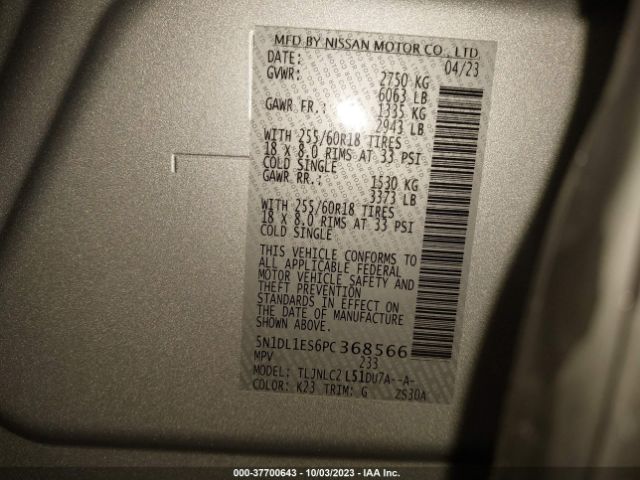 MFD BY NISSAN MOTOR CO., LTD.
DATE: 04/23
GVWR: 2750 KG
6063 LB
GAWR FR.: 1335 KG
2943 LB
WITH 255/60R18 TIRES
18 X 8.0 RIMS AT 33 PSI
COLD SINGLE
GAWR RR.: 1530 KG
3373 LB
WITH 255/60R18 TIRES
18 X 8.0 RIMS AT 33 PSI
COLD SINGLE
THIS VEHICLE CONFORMS TO
ALL APPLICABLE FEDERAL
MOTOR VEHICLE SAFETY AND
THEFT PREVENTION
STANDARDS IN EFFECT ON
THE DATE OF MANUFACTURE
SHOWN ABOVE.
5N1DL1ES6PC368566
MPV 233
MODEL: TLJNLC2 L51DU7A--A-
COLOR: K23 TRIM: G ZS30A
000-37700643 - 10/03/2023 - IAA Inc.